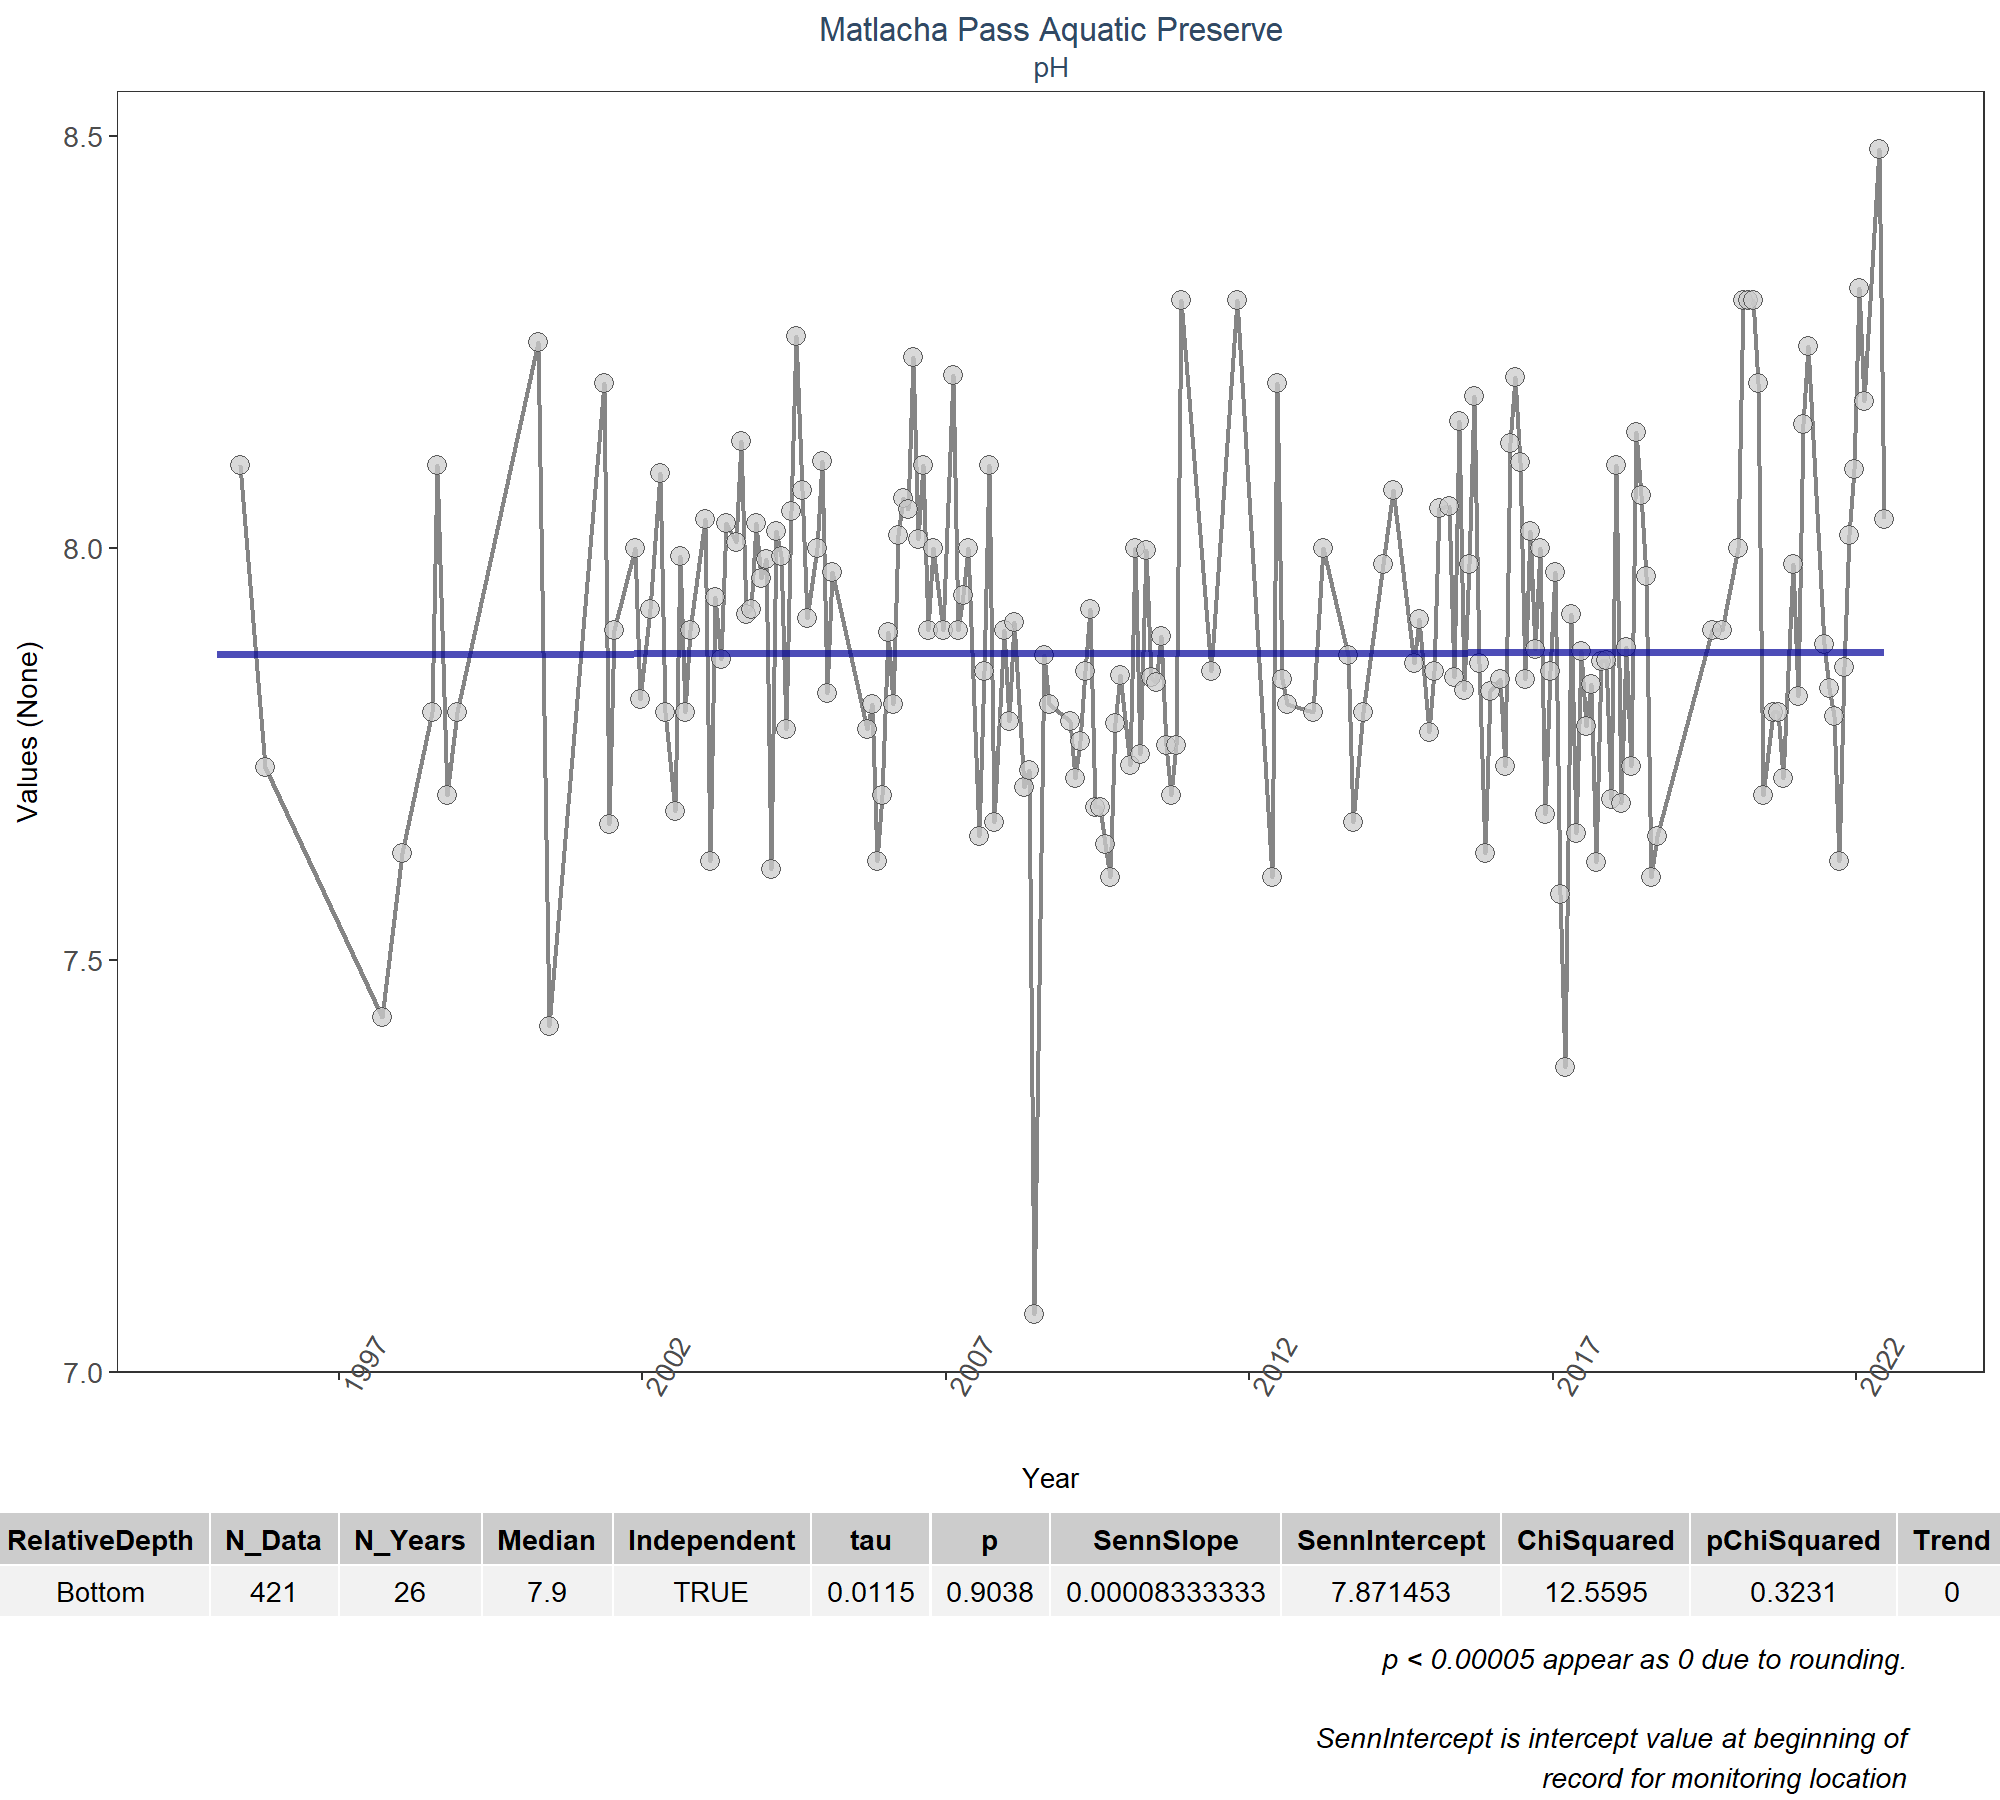 Matlacha Pass Aquatic Preserve
pH
8.5
8.0
7.5
7.0
Values (None)
1997
2002
2007
2012
2017
2022
Year
RelativeDepth N_Data N_Years Median Independent tau p SennSlope SennIntercept ChiSquared pChiSquared Trend
Bottom 421 26 7.9 TRUE 0.0115 0.9038 0.00008333333 7.871453 12.5595 0.3231 0
p < 0.00005 appear as 0 due to rounding.
SennIntercept is intercept value at beginning of
record for monitoring location